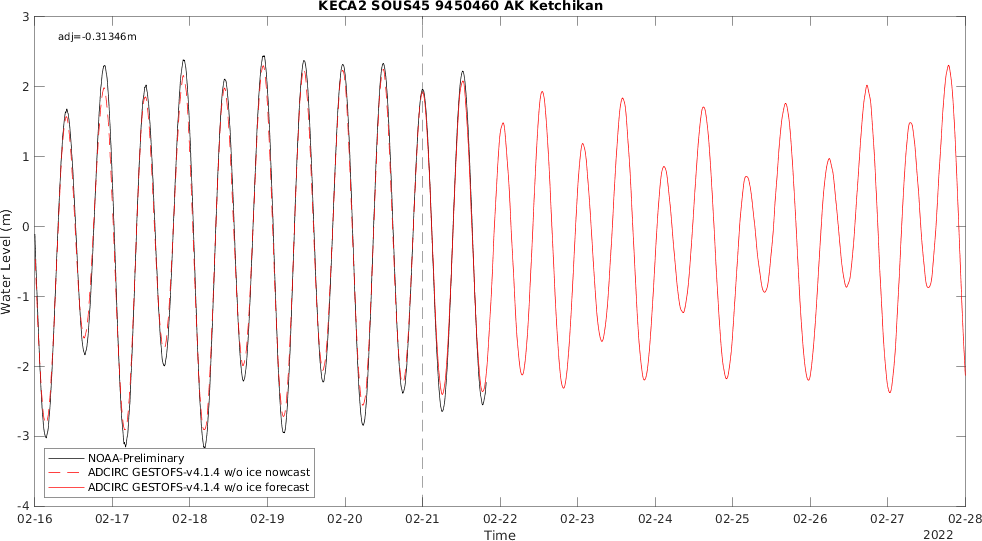 KECA2 SOUS45 9450460 AK Ketchikan
adj=-0.31346m
3
2
1
0
-1
-2
-3
-4
Water Level (m)
NOAA-Preliminary
ADCIRC GESTOFS-v4.1.4 w/o ice nowcast
ADCIRC GESTOFS-v4.1.4 w/o ice forecast
02-16 02-17 02-18 02-19 02-20 02-21 02-22 02-23 02-24 02-25 02-26 02-27 02-28
Time
2022